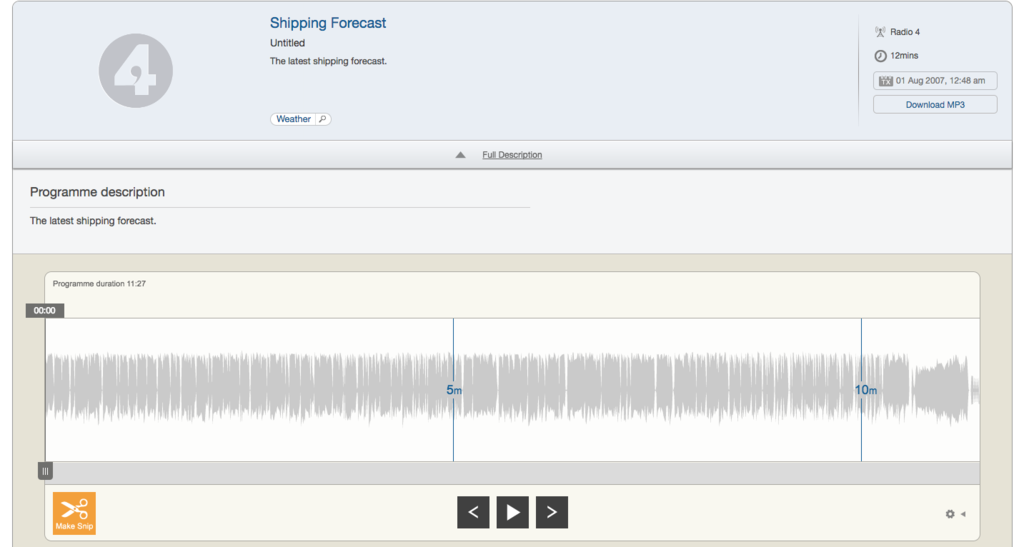 4
Shipping Forecast
Untitled
The latest shipping forecast.
Weather
Radio 4
12mins
TX 01 Aug 2007, 12:48 am
Download MP3
Full Description
Programme description
The latest shipping forecast.
Programme duration 11:27
00:00
5m
10m
Make Snip